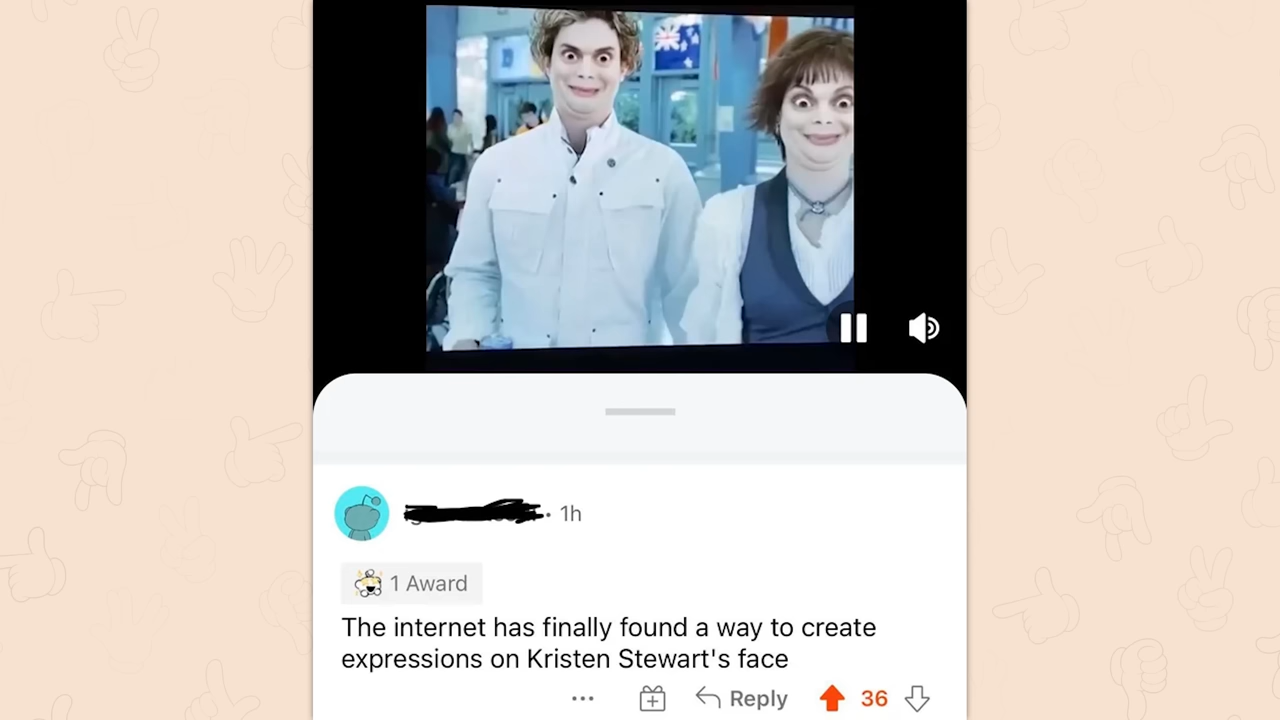 1h
1 Award
The internet has finally found a way to create
expressions on Kristen Stewart's face
Reply
36